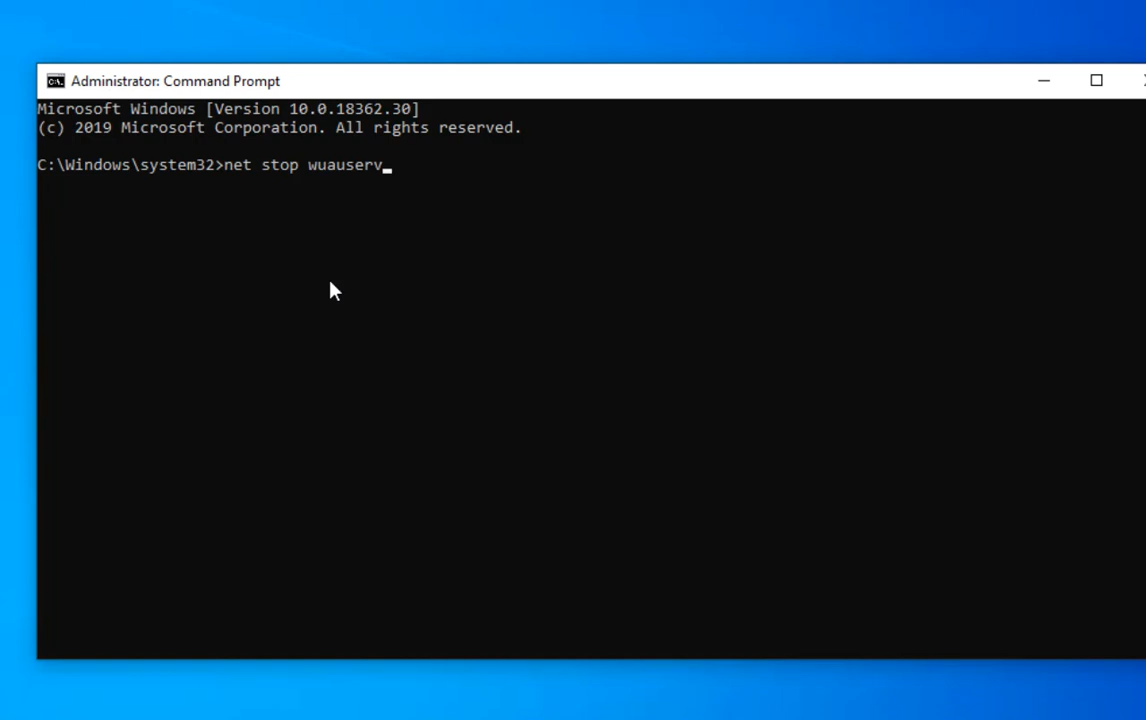 Administrator: Command Prompt
Microsoft Windows [Version 10.0.18362.30]
(c) 2019 Microsoft Corporation. All rights reserved.
C:\Windows\system32>net stop wuauserv